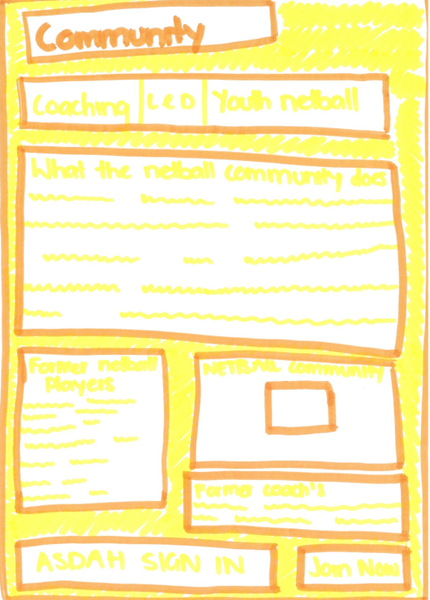 Community
Coaching
L&D
Youth netball
What the netball community does
Former netball
Players
NETBALL community
Former coach's
ASDAH SIGN IN
Join Now